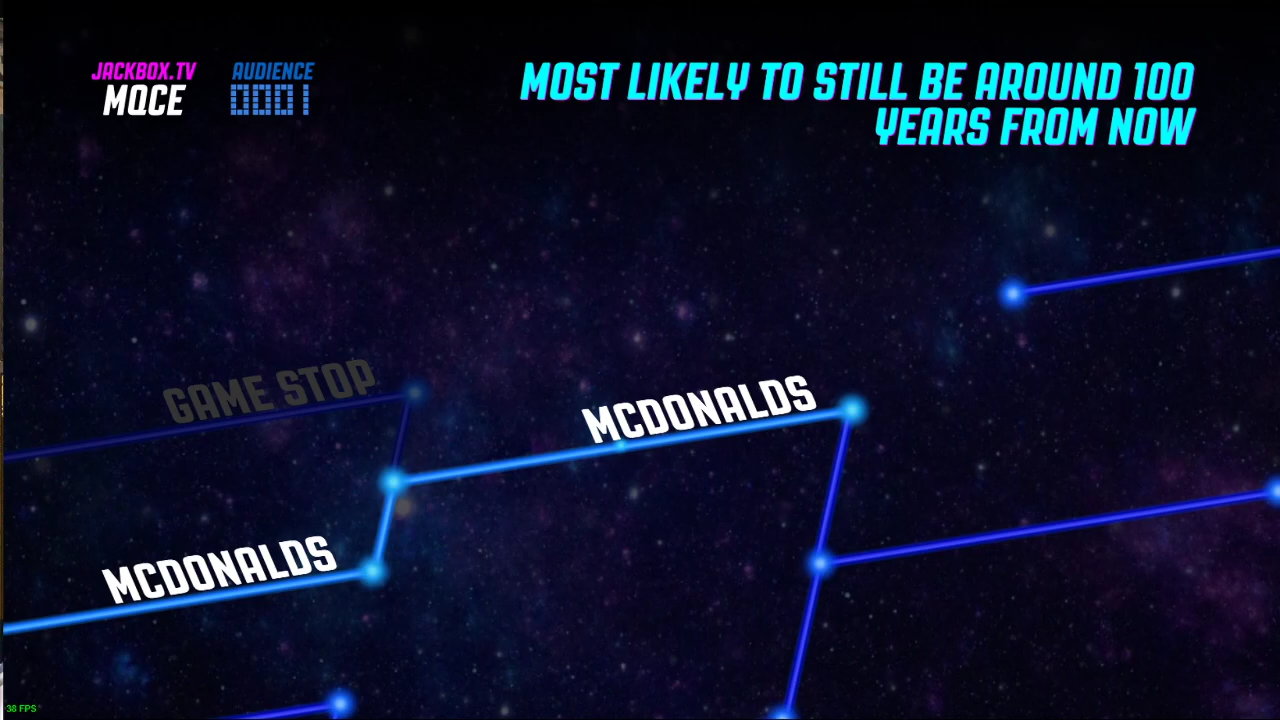 JACKBOX.TV
MQCE
AUDIENCE
0001
MOST LIKELY TO STILL BE AROUND 100
YEARS FROM NOW
GAME STOP
MCDONALDS
MCDONALDS
38 FPS